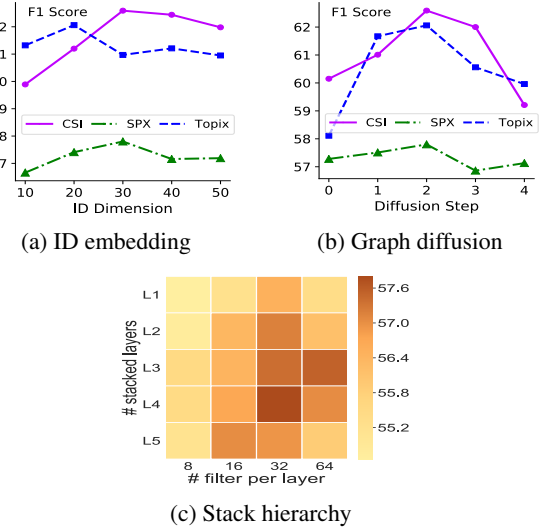 F1 Score
2
1
0
8
7
CSI SPX Topix
10 20 30 40 50
ID Dimension
(a) ID embedding
F1 Score
62
61
60
59
58
57
CSI SPX Topix
0 1 2 3 4
Diffusion Step
(b) Graph diffusion
# stacked layers
L1
L2
L3
L4
L5
8 16 32 64
# filter per layer
57.6
57.0
56.4
55.8
55.2
(c) Stack hierarchy